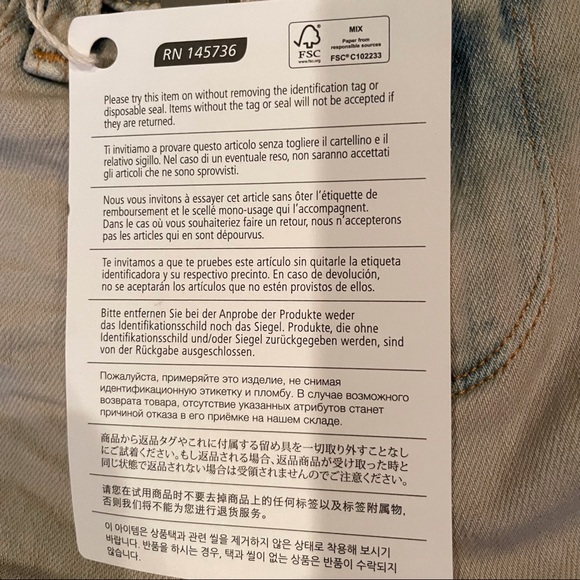 RN 145736
FSC
www.fsc.org
MIX
Paper from
responsible sources
FSC® C102233
Please try this item on without removing the identification tag or
disposable seal. Items without the tag or seal will not be accepted if
they are returned.
Ti invitiamo a provare questo articolo senza togliere il cartellino e il
relativo sigillo. Nel caso di un eventuale reso, non saranno accettati
gli articoli che ne sono sprovvisti.
Nous vous invitons à essayer cet article sans ôter l'étiquette de
remboursement et le scellé mono-usage qui l'accompagnent.
Dans le cas où vous souhaiteriez faire un retour, nous n'accepterons
pas les articles qui en sont dépourvus.
Te invitamos a que te pruebes este artículo sin quitarle la etiqueta
identificadora y su respectivo precinto. En caso de devolución,
no se aceptarán los artículos que no estén provistos de ellos.
Bitte entfernen Sie bei der Anprobe der Produkte weder
das Identifikationsschild noch das Siegel. Produkte, die ohne
Identifikationsschild und/oder Siegel zurückgegeben werden, sind
von der Rückgabe ausgeschlossen.
Пожалуйста, примеряйте это изделие, не снимая
идентификационную этикетку и пломбу. В случае возможного
возврата товара, отсутствие указанных атрибутов станет
причиной отказа в его приёмке на нашем складе.
商品から返品タグやこれに付属する留め具を一切取り外すことなし
にご試着ください。もし返品される場合、返品商品が受け取った時と
同じ状態で返品されない場合は受領されませんのでご注意ください。
请您在试用商品时不要去掉商品上的任何标签以及标签附属物.
否则我们将不能为您进行退货服务。
이 아이템은 상품택과 관련 씰을 제거하지 않은 상태로 착용해 보시기
바랍니다. 반품을 하시는 경우, 택과 씰이 없는 상품은 반품이 수락되지
않습니다.